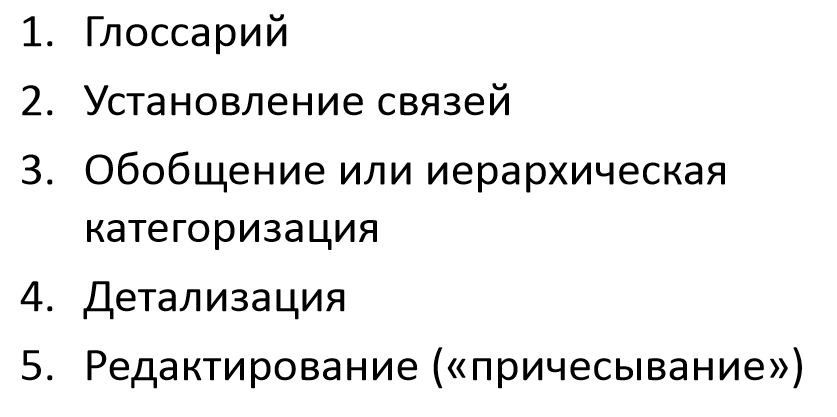 1. Глоссарий
2. Установление связей
3. Обобщение или иерархическая
категоризация
4. Детализация
5. Редактирование («причесывание»)